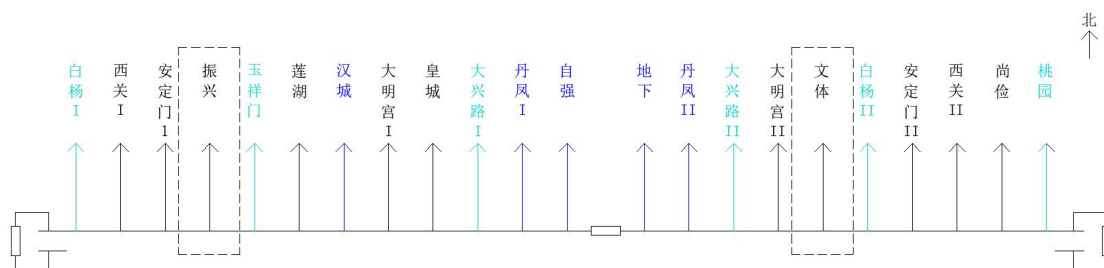 北
白杨I
西关I
安定门1
振兴
玉祥门
莲湖
汉城
大明宫I
皇城
大兴路I
丹凤I
自强
地下
丹凤II
大兴路II
大明宫II
文体
白杨II
安定门II
西关II
尚俭
桃园